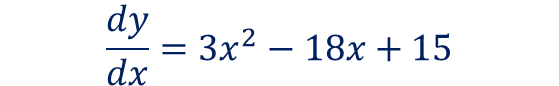 dy/dx = 3x² − 18x + 15